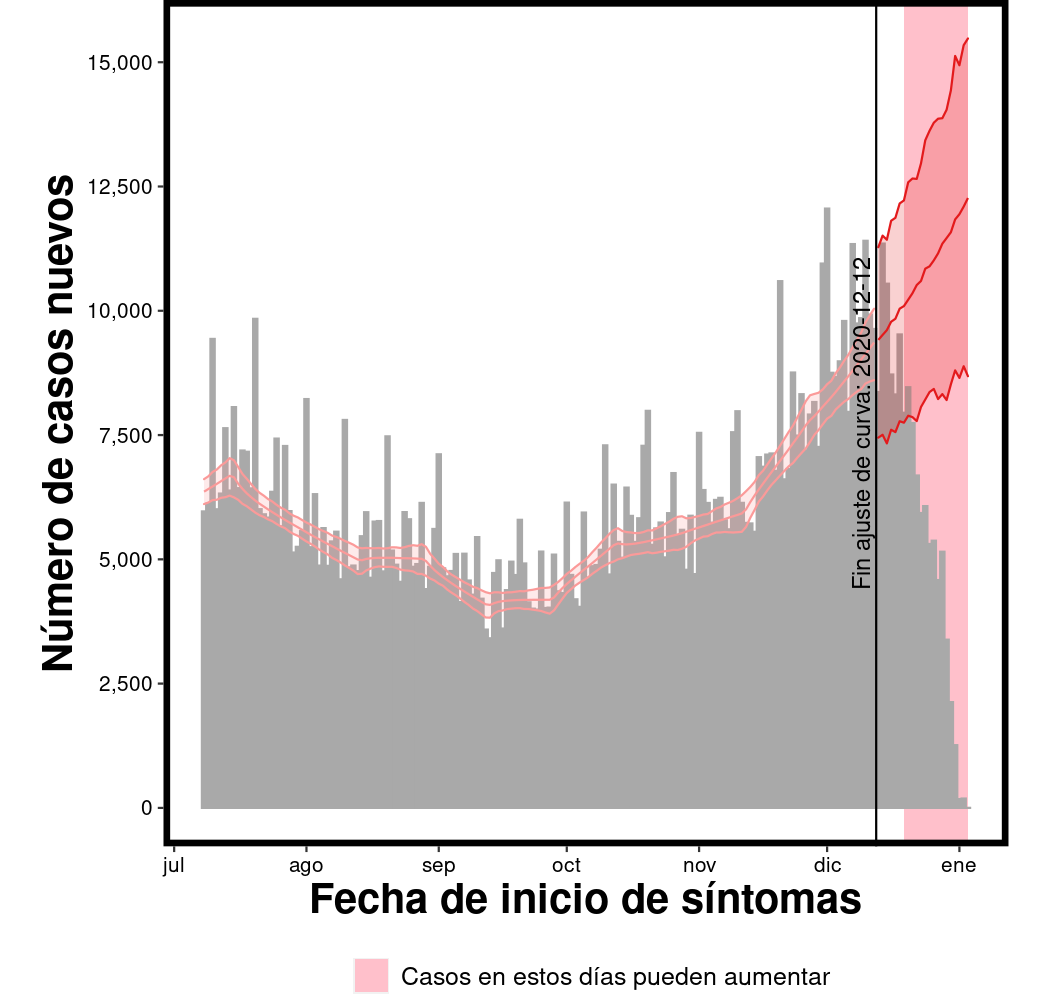 Número de casos nuevos
15,000
12,500
10,000
7,500
5,000
2,500
0
Fin ajuste de curva: 2020-12-12
jul ago sep oct nov dic ene
Fecha de inicio de síntomas
Casos en estos días pueden aumentar